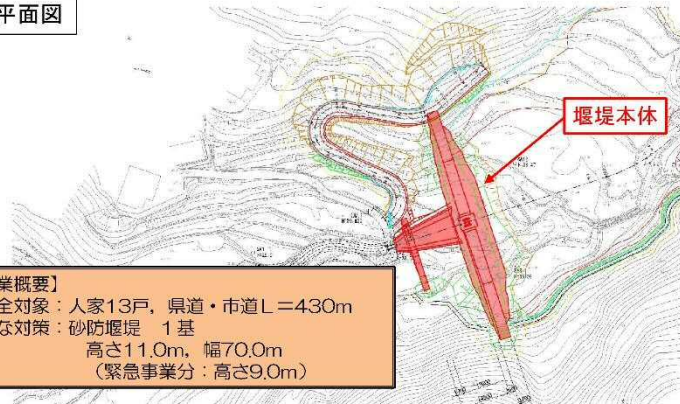 平面図
堰堤本体
業概要】
全対象：人家13戸，県道・市道L＝430m
な対策：砂防堰堤　1基
高さ11.0m，幅70.0m
（緊急事業分：高さ9.0m）